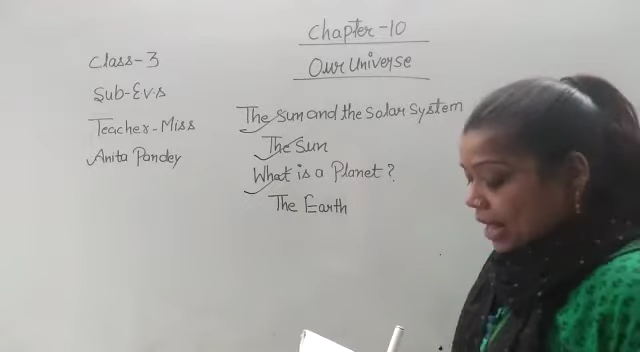 Chapter-10
Our Universe
Class-3
Sub-E.V.S
Teacher-Miss
Anita Pandey
The Sun and the Solar System
The Sun
What is a Planet?
The Earth